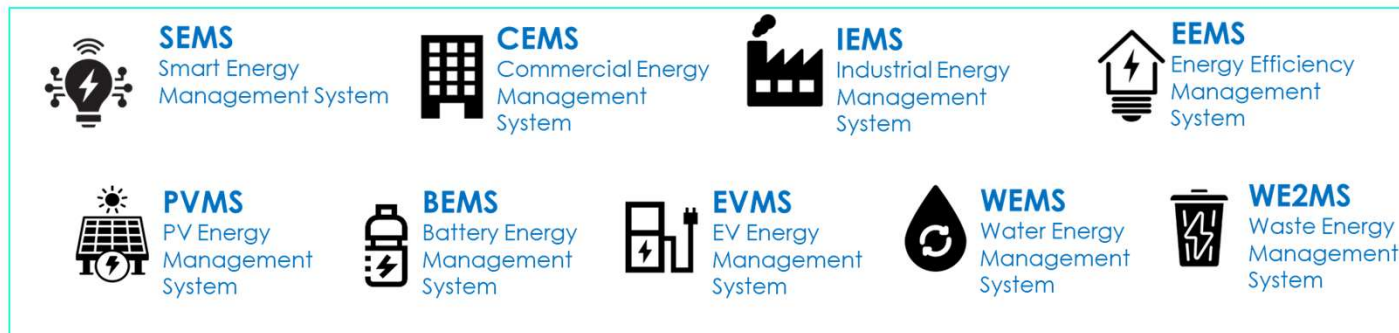 SEMS
Smart Energy
Management System
CEMS
Commercial Energy
Management
System
IEMS
Industrial Energy
Management
System
EEMS
Energy Efficiency
Management
System
PVMS
PV Energy
Management
System
BEMS
Battery Energy
Management
System
EVMS
EV Energy
Management
System
WEMS
Water Energy
Management
System
WE2MS
Waste Energy
Management
System